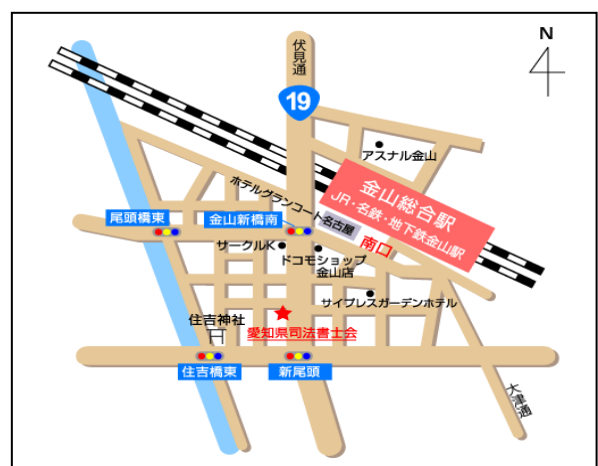 伏見通
N
19
アスナル金山
金山総合駅
JR・名鉄・地下鉄金山駅
ホテルグランコート名古屋
尾頭橋東
金山新橋南
南口
サークルK
ドコモショップ
金山店
サイプレスガーデンホテル
住吉神社
愛知県司法書士会
住吉橋東
新尾頭
大津通